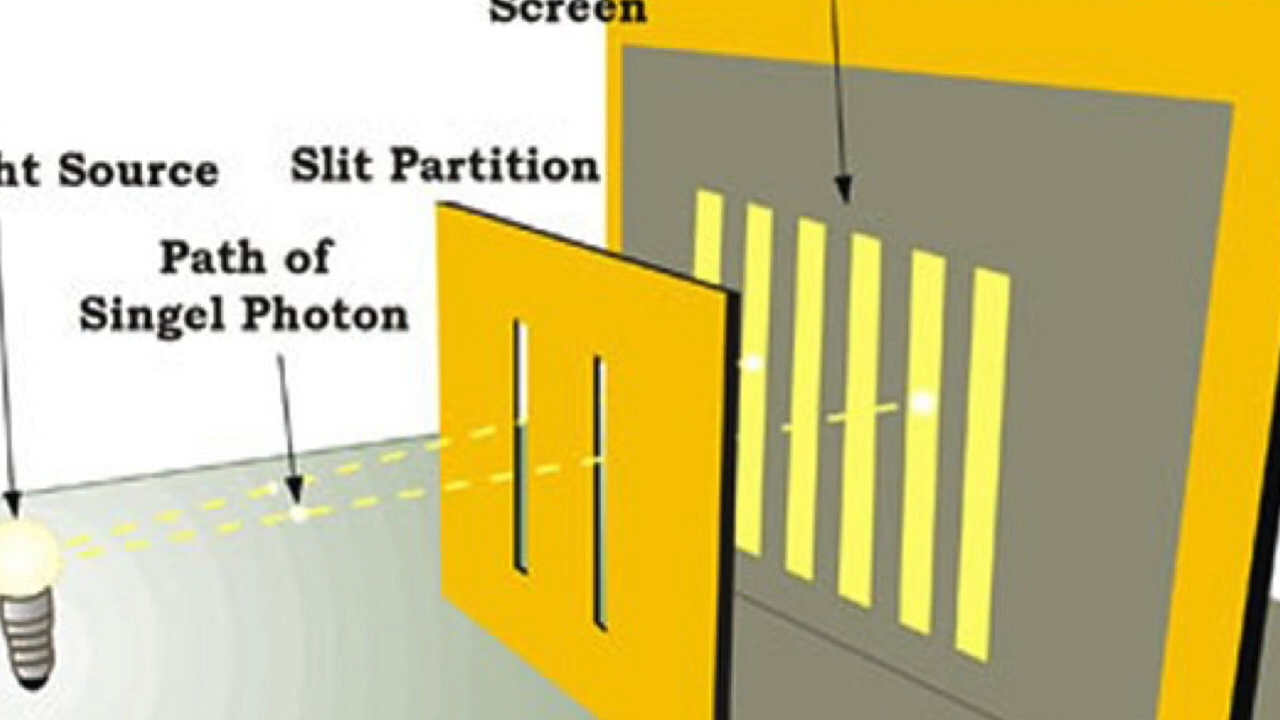 Screen
ht Source
Slit Partition
Path of
Singel Photon